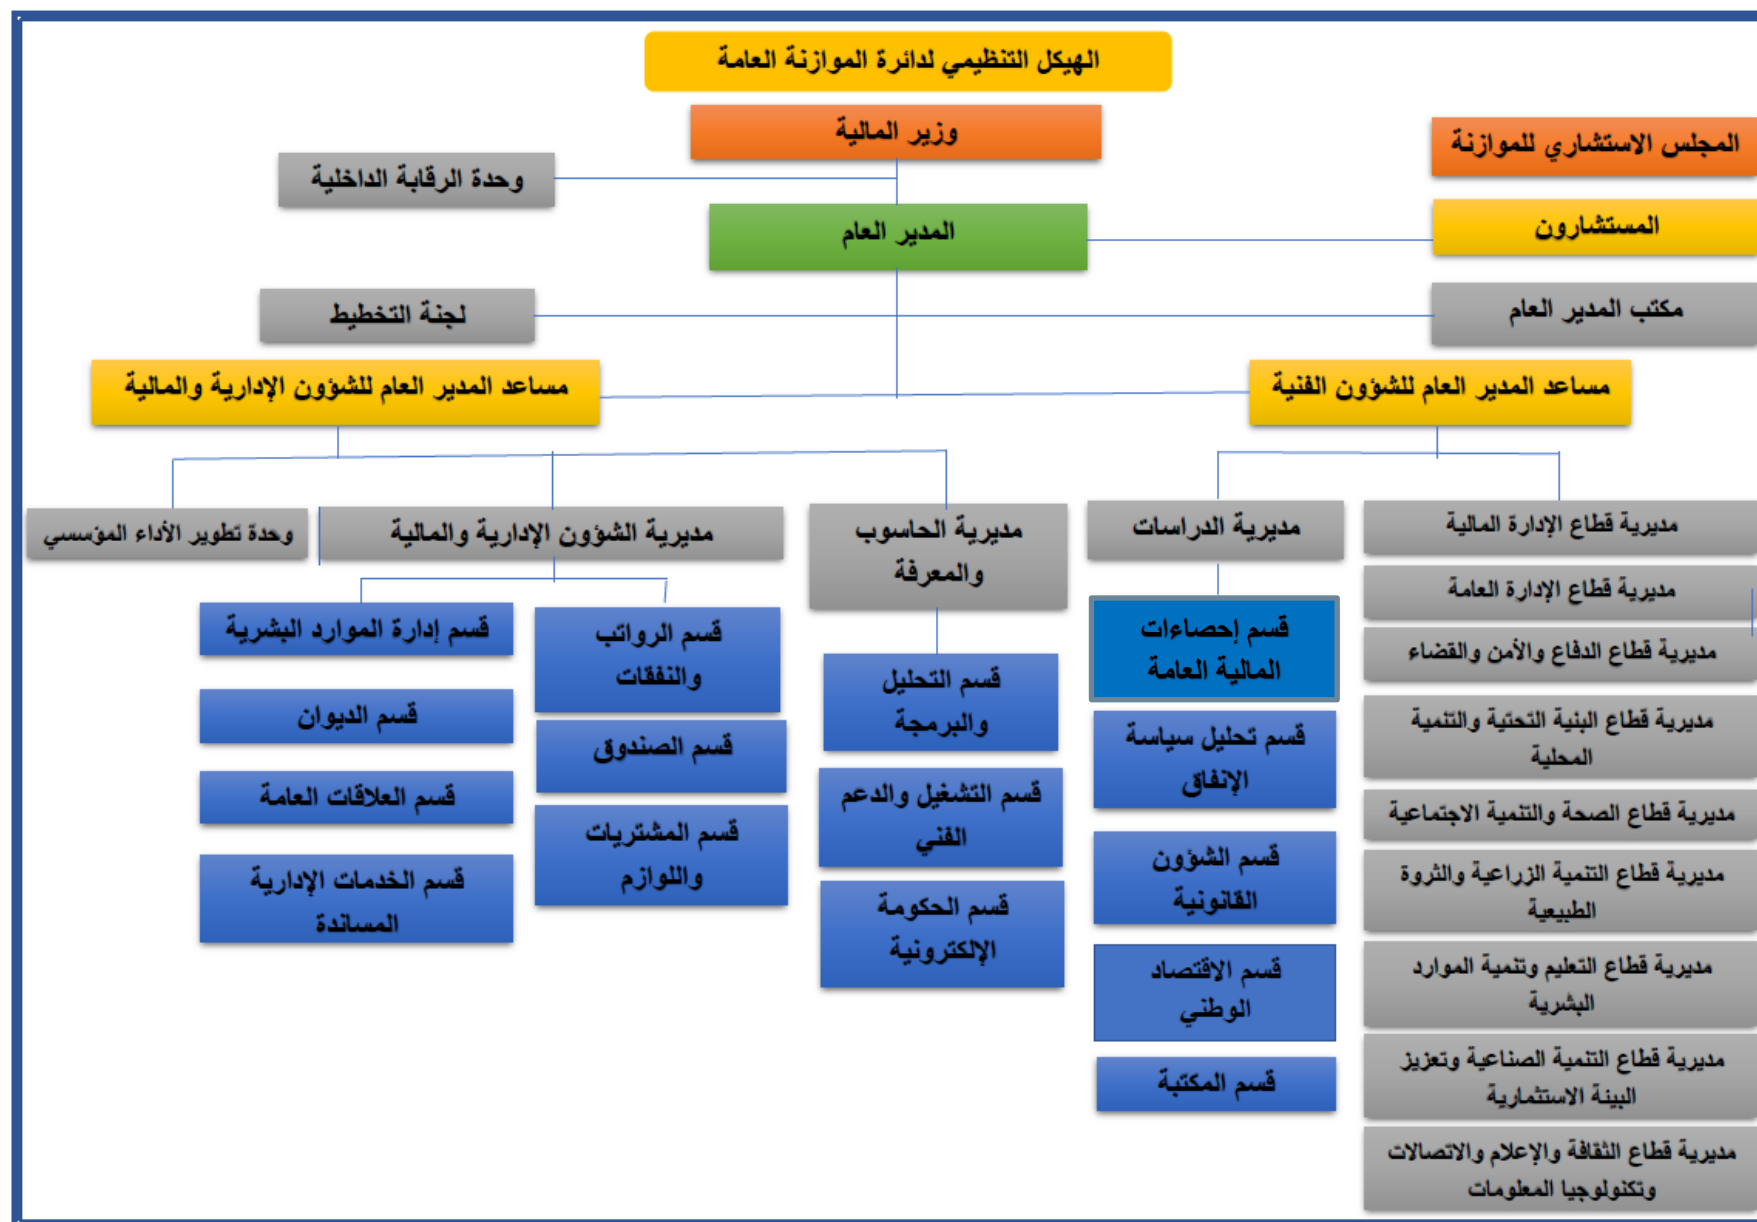 الهيكل التنظيمي لدائرة الموازنة العامة
وزير المالية
المجلس الاستشاري للموازنة
وحدة الرقابة الداخلية
المدير العام
المستشارون
مكتب المدير العام
لجنة التخطيط
مساعد المدير العام للشؤون الفنية
مساعد المدير العام للشؤون الإدارية والمالية
مديرية قطاع الإدارة المالية
مديرية قطاع الإدارة العامة
مديرية قطاع الدفاع والأمن والقضاء
مديرية قطاع البنية التحتية والتنمية
المحلية
مديرية قطاع الصحة والتنمية الاجتماعية
مديرية قطاع التنمية الزراعية والثروة
الطبيعية
مديرية قطاع التعليم وتنمية الموارد
البشرية
مديرية قطاع التنمية الصناعية وتعزيز
البيئة الاستثمارية
مديرية قطاع الثقافة والإعلام والاتصالات
وتكنولوجيا المعلومات
مديرية الدراسات
قسم إحصاءات
المالية العامة
قسم تحليل سياسة
الإنفاق
قسم الشؤون
القانونية
قسم الاقتصاد
الوطني
قسم المكتبة
مديرية الحاسوب
والمعرفة
قسم التحليل
والبرمجة
قسم التشغيل والدعم
الفني
قسم الحكومة
الإلكترونية
مديرية الشؤون الإدارية والمالية
قسم الرواتب
والنفقات
قسم الصندوق
قسم المشتريات
واللوازم
قسم إدارة الموارد البشرية
قسم الديوان
قسم العلاقات العامة
قسم الخدمات الإدارية
المساندة
وحدة تطوير الأداء المؤسسي